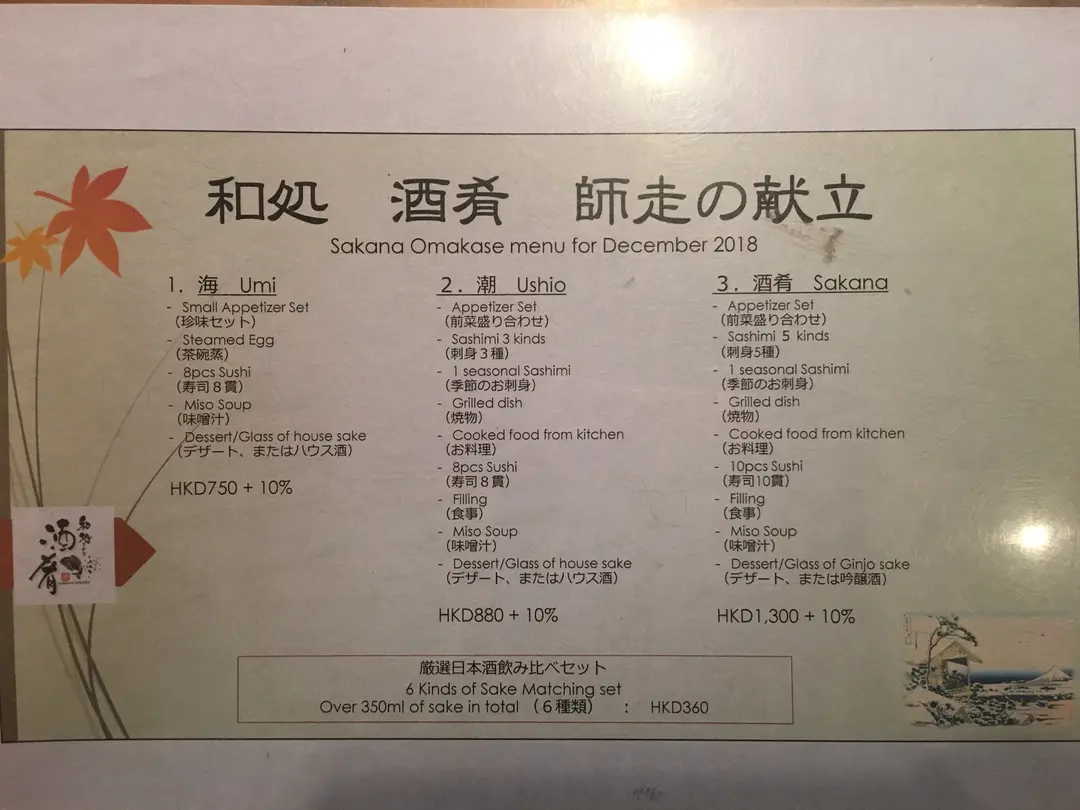 和処　酒肴　師走の献立
Sakana Omakase menu for December 2018
1. 海 Umi
- Small Appetizer Set
（珍味セット）
- Steamed Egg
（茶碗蒸）
- 8pcs Sushi
（寿司８貫）
- Miso Soup
（味噌汁）
- Dessert/Glass of house sake
（デザート、またはハウス酒）
HKD750 + 10%
2. 潮 Ushio
- Appetizer Set
（前菜盛り合わせ）
- Sashimi 3 kinds
（刺身３種）
- 1 seasonal Sashimi
（季節のお刺身）
- Grilled dish
（焼物）
- Cooked food from kitchen
（お料理）
- 8pcs Sushi
（寿司８貫）
- Filling
（食事）
- Miso Soup
（味噌汁）
- Dessert/Glass of house sake
（デザート、またはハウス酒）
HKD880 + 10%
3. 酒肴 Sakana
- Appetizer Set
（前菜盛り合わせ）
- Sashimi 5 kinds
（刺身5種）
- 1 seasonal Sashimi
（季節のお刺身）
- Grilled dish
（焼物）
- Cooked food from kitchen
（お料理）
- 10pcs Sushi
（寿司10貫）
- Filling
（食事）
- Miso Soup
（味噌汁）
- Dessert/Glass of Ginjo sake
（デザート、または吟醸酒）
HKD1,300 + 10%
和処
酒肴
厳選日本酒飲み比べセット
6 Kinds of Sake Matching set
Over 350ml of sake in total （６種類） ： HKD360